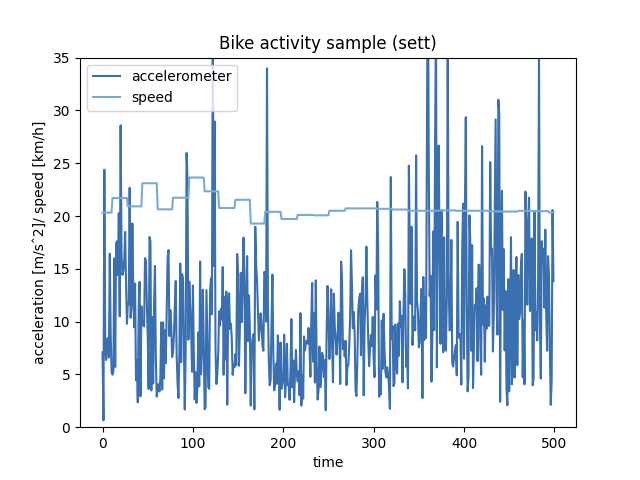 Bike activity sample (sett)
accelerometer
speed
acceleration [m/s^2]/ speed [km/h]
35
30
25
20
15
10
5
0
0
100
200
300
400
500
time